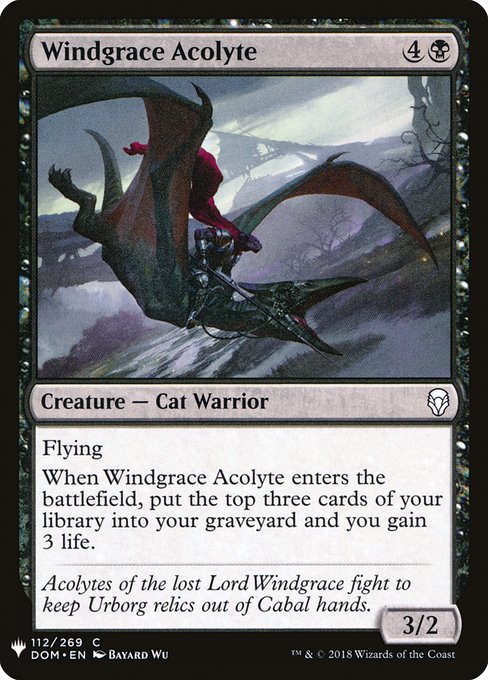 Windgrace Acolyte 4
Creature — Cat Warrior
Flying
When Windgrace Acolyte enters the
battlefield, put the top three cards of your
library into your graveyard and you gain
3 life.
Acolytes of the lost Lord Windgrace fight to
keep Urborg relics out of Cabal hands.
3/2
112/269 C
DOM • EN Bayard Wu
™ & © 2018 Wizards of the Coast